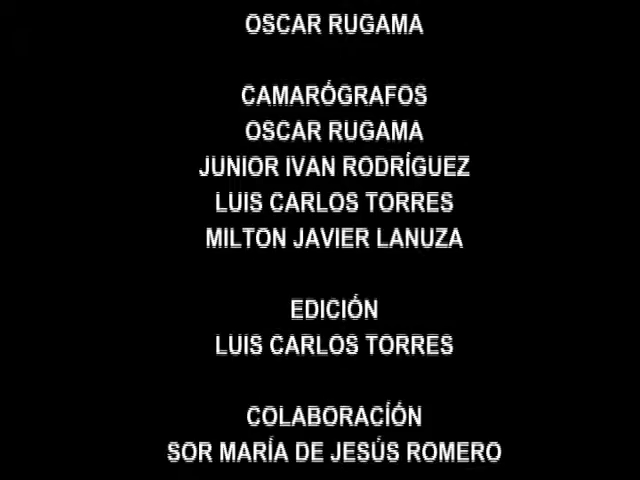 OSCAR RUGAMA
CAMARÓGRAFOS
OSCAR RUGAMA
JUNIOR IVAN RODRÍGUEZ
LUIS CARLOS TORRES
MILTON JAVIER LANUZA
EDICIÓN
LUIS CARLOS TORRES
COLABORACÍÓN
SOR MARÍA DE JESÚS ROMERO